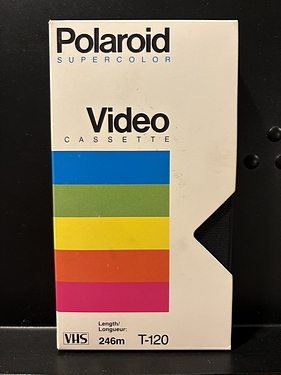 Polaroid
SUPERCOLOR
Video
CASSETTE
Length/
Longueur:
VHS 246m T-120